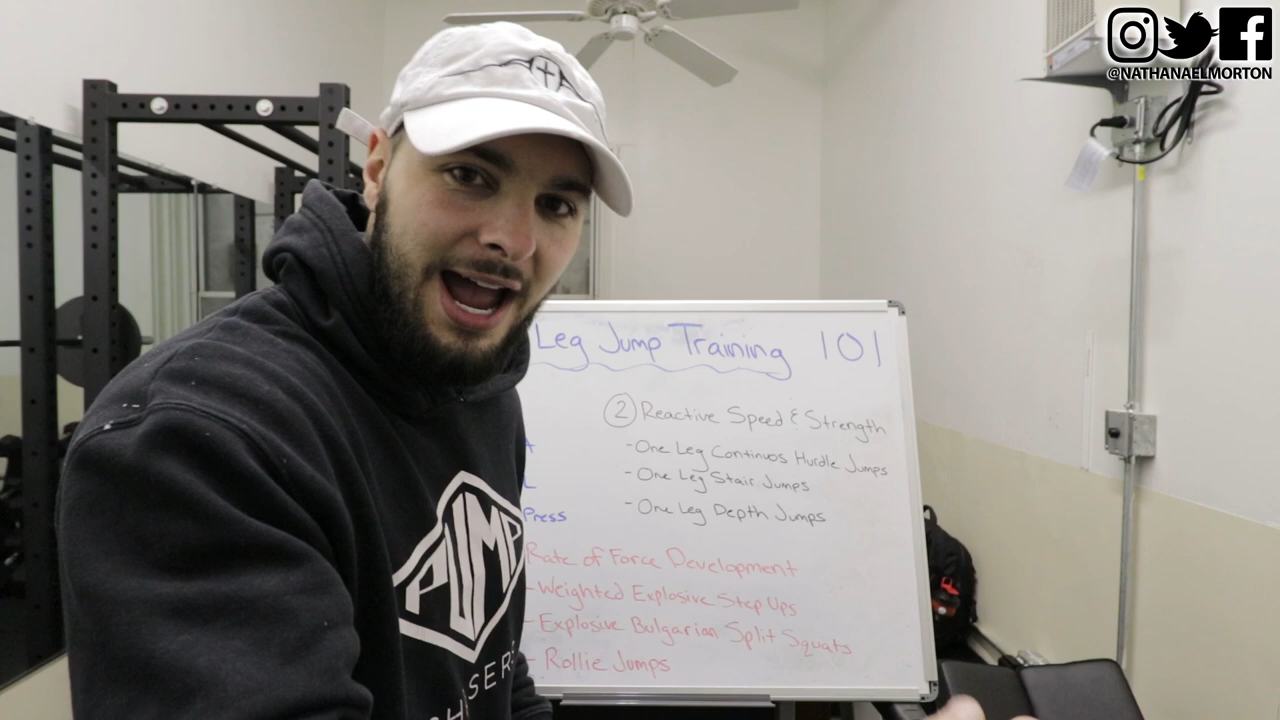 @NATHANAELMORTON
Leg Jump Training 101
② Reactive Speed & Strength
-One Leg Continuos Hurdle Jumps
-One Leg Stair Jumps
-One Leg Depth Jumps
Press
Rate of Force Development
-Weighted Explosive Step Ups
-Explosive Bulgarian Split Squats
-Rollie Jumps
PUMP